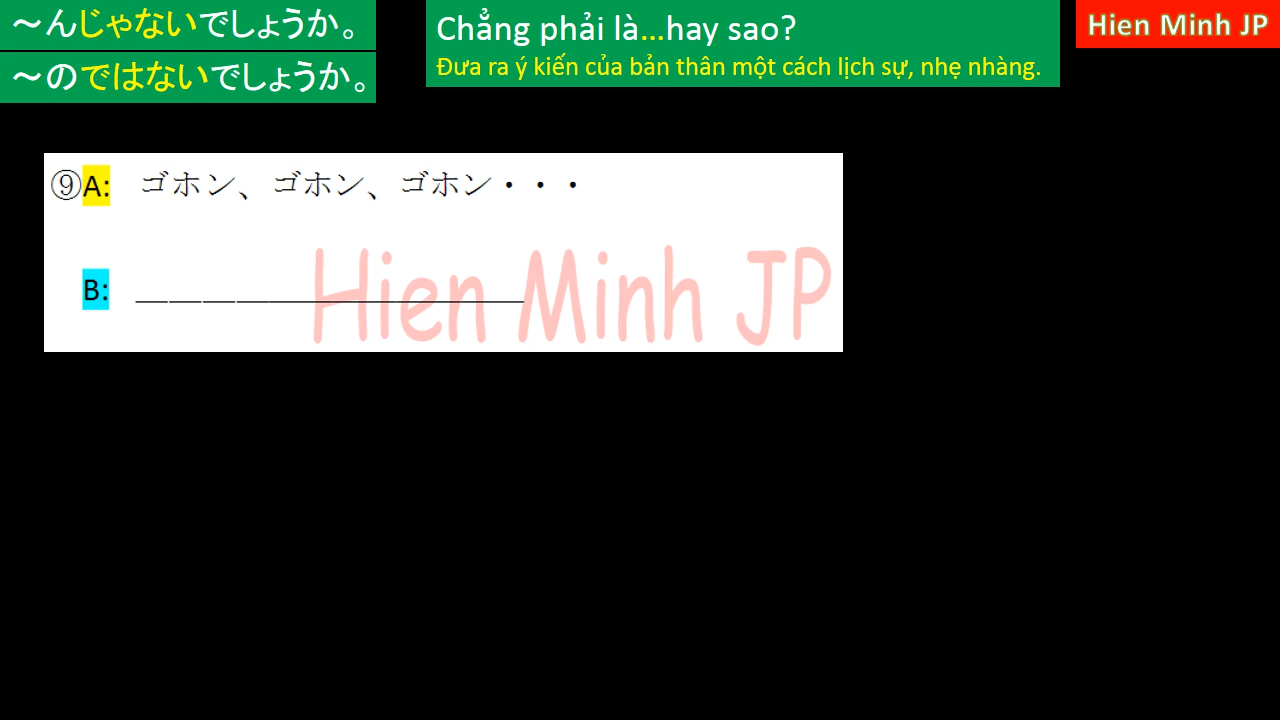 ～んじゃないでしょうか。
～のではないでしょうか。
Chẳng phải là...hay sao?
Đưa ra ý kiến của bản thân một cách lịch sự, nhẹ nhàng.
Hien Minh JP
⑨A: ゴホン、ゴホン、ゴホン・・・
B: ____________________
Hien Minh JP